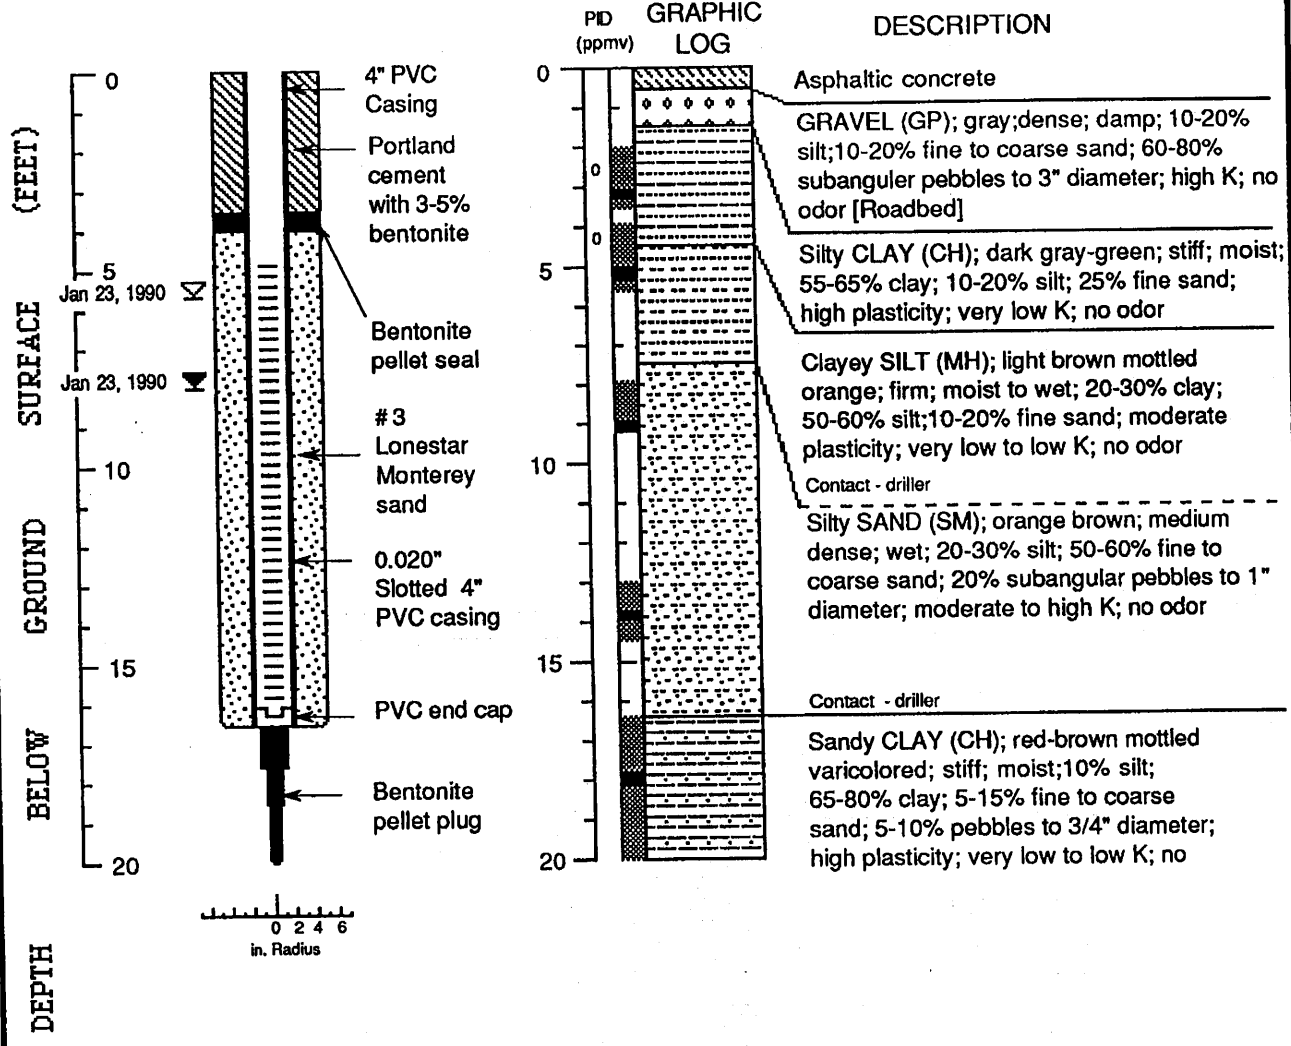 DEPTH BELOW GROUND SURFACE (FEET)
0
5
10
15
20
Jan 23, 1990
Jan 23, 1990
4" PVC
Casing
Portland
cement
with 3-5%
bentonite
Bentonite
pellet seal
#3
Lonestar
Monterey
sand
0.020"
Slotted 4"
PVC casing
PVC end cap
Bentonite
pellet plug
0 2 4 6
in. Radius
PID
(ppmv)
GRAPHIC
LOG
DESCRIPTION
0
5
10
15
20
0
0
Asphaltic concrete
GRAVEL (GP); gray;dense; damp; 10-20%
silt;10-20% fine to coarse sand; 60-80%
subanguler pebbles to 3" diameter; high K; no
odor [Roadbed]
Silty CLAY (CH); dark gray-green; stiff; moist;
55-65% clay; 10-20% silt; 25% fine sand;
high plasticity; very low K; no odor
Clayey SILT (MH); light brown mottled
orange; firm; moist to wet; 20-30% clay;
50-60% silt;10-20% fine sand; moderate
plasticity; very low to low K; no odor
Contact - driller
Silty SAND (SM); orange brown; medium
dense; wet; 20-30% silt; 50-60% fine to
coarse sand; 20% subangular pebbles to 1"
diameter; moderate to high K; no odor
Contact - driller
Sandy CLAY (CH); red-brown mottled
varicolored; stiff; moist;10% silt;
65-80% clay; 5-15% fine to coarse
sand; 5-10% pebbles to 3/4" diameter;
high plasticity; very low to low K; no